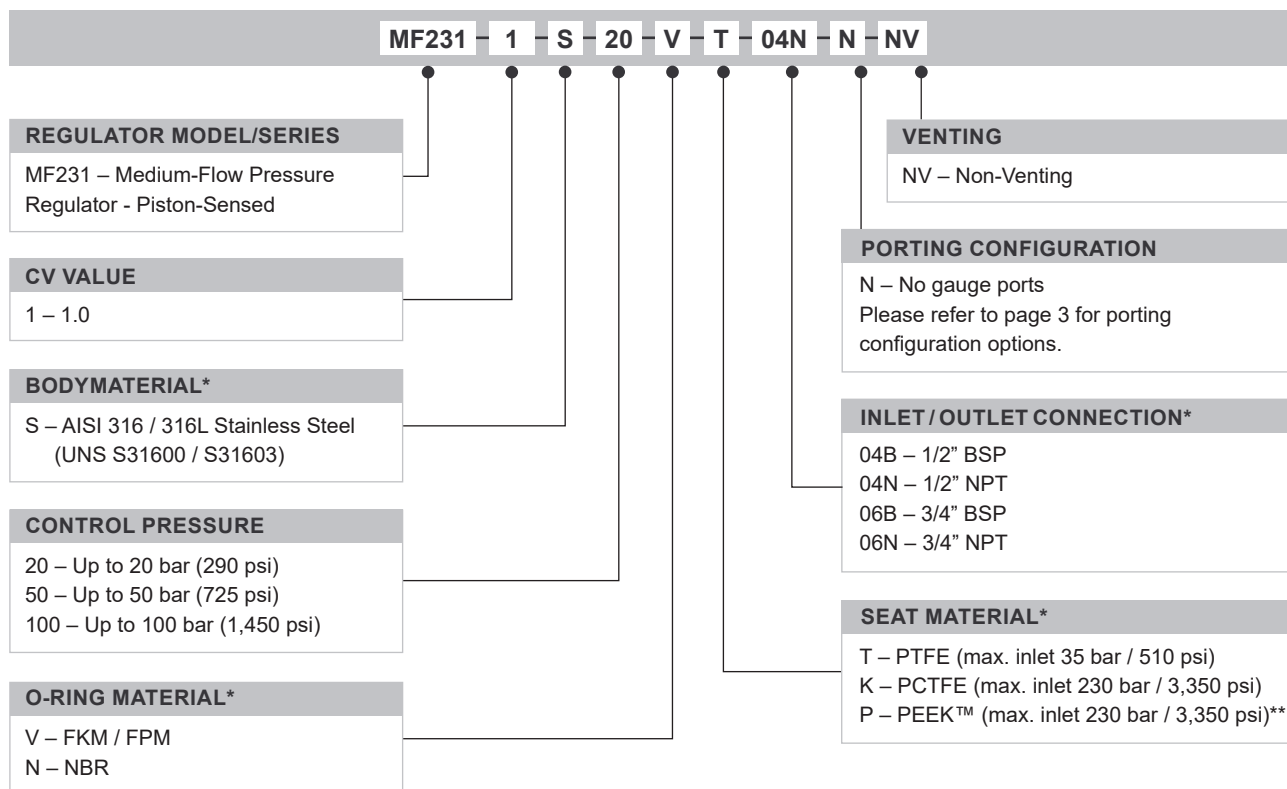 MF231 – 1 – S – 20 – V – T – 04N – N – NV
REGULATOR MODEL/SERIES
MF231 – Medium-Flow Pressure
Regulator - Piston-Sensed
CV VALUE
1 – 1.0
BODYMATERIAL*
S – AISI 316 / 316L Stainless Steel
(UNS S31600 / S31603)
CONTROL PRESSURE
20 – Up to 20 bar (290 psi)
50 – Up to 50 bar (725 psi)
100 – Up to 100 bar (1,450 psi)
O-RING MATERIAL*
V – FKM / FPM
N – NBR
VENTING
NV – Non-Venting
PORTING CONFIGURATION
N – No gauge ports
Please refer to page 3 for porting
configuration options.
INLET / OUTLET CONNECTION*
04B – 1/2” BSP
04N – 1/2” NPT
06B – 3/4” BSP
06N – 3/4” NPT
SEAT MATERIAL*
T – PTFE (max. inlet 35 bar / 510 psi)
K – PCTFE (max. inlet 230 bar / 3,350 psi)
P – PEEK™ (max. inlet 230 bar / 3,350 psi)**